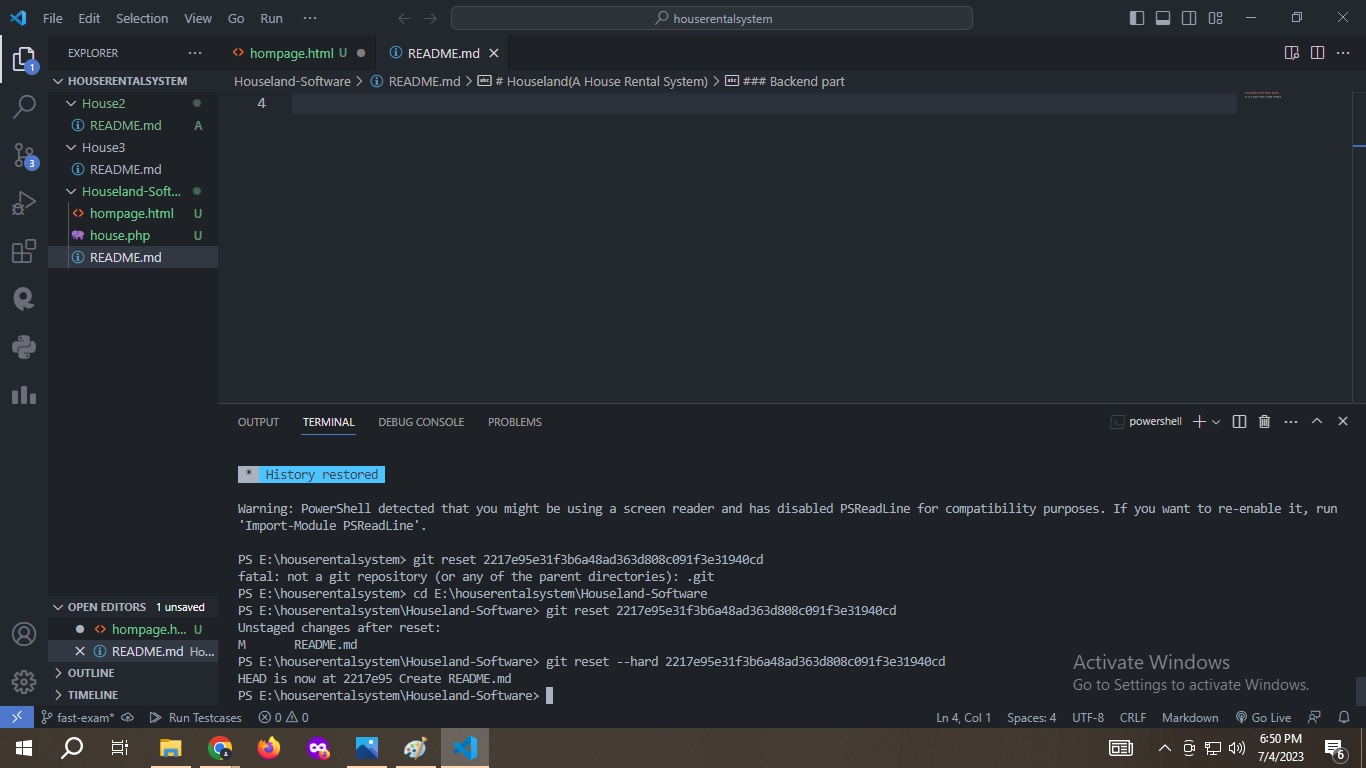 File Edit Selection View Go Run ··· houserentalsystem
EXPLORER ···
hompage.html U
README.md
HOUSERENTALSYSTEM
House2
README.md A
House3
README.md
Houseland-Soft...
hompage.html U
house.php U
README.md
1
3
Houseland-Software > README.md > # Houseland(A House Rental System) > ### Backend part
4
OUTPUT TERMINAL DEBUG CONSOLE PROBLEMS
powershell
* History restored
Warning: PowerShell detected that you might be using a screen reader and has disabled PSReadLine for compatibility purposes. If you want to re-enable it, run
'Import-Module PSReadLine'.
PS E:\houserentalsystem> git reset 2217e95e31f3b6a48ad363d808c091f3e31940cd
fatal: not a git repository (or any of the parent directories): .git
PS E:\houserentalsystem> cd E:\houserentalsystem\Houseland-Software
PS E:\houserentalsystem\Houseland-Software> git reset 2217e95e31f3b6a48ad363d808c091f3e31940cd
Unstaged changes after reset:
M README.md
PS E:\houserentalsystem\Houseland-Software> git reset --hard 2217e95e31f3b6a48ad363d808c091f3e31940cd
HEAD is now at 2217e95 Create README.md
PS E:\houserentalsystem\Houseland-Software>
OPEN EDITORS 1 unsaved
hompage.h... U
README.md Ho...
OUTLINE
TIMELINE
Activate Windows
Go to Settings to activate Windows.
fast-exam* Run Testcases 0 0
Ln 4, Col 1 Spaces: 4 UTF-8 CRLF Markdown Go Live
6:50 PM
7/4/2023
6